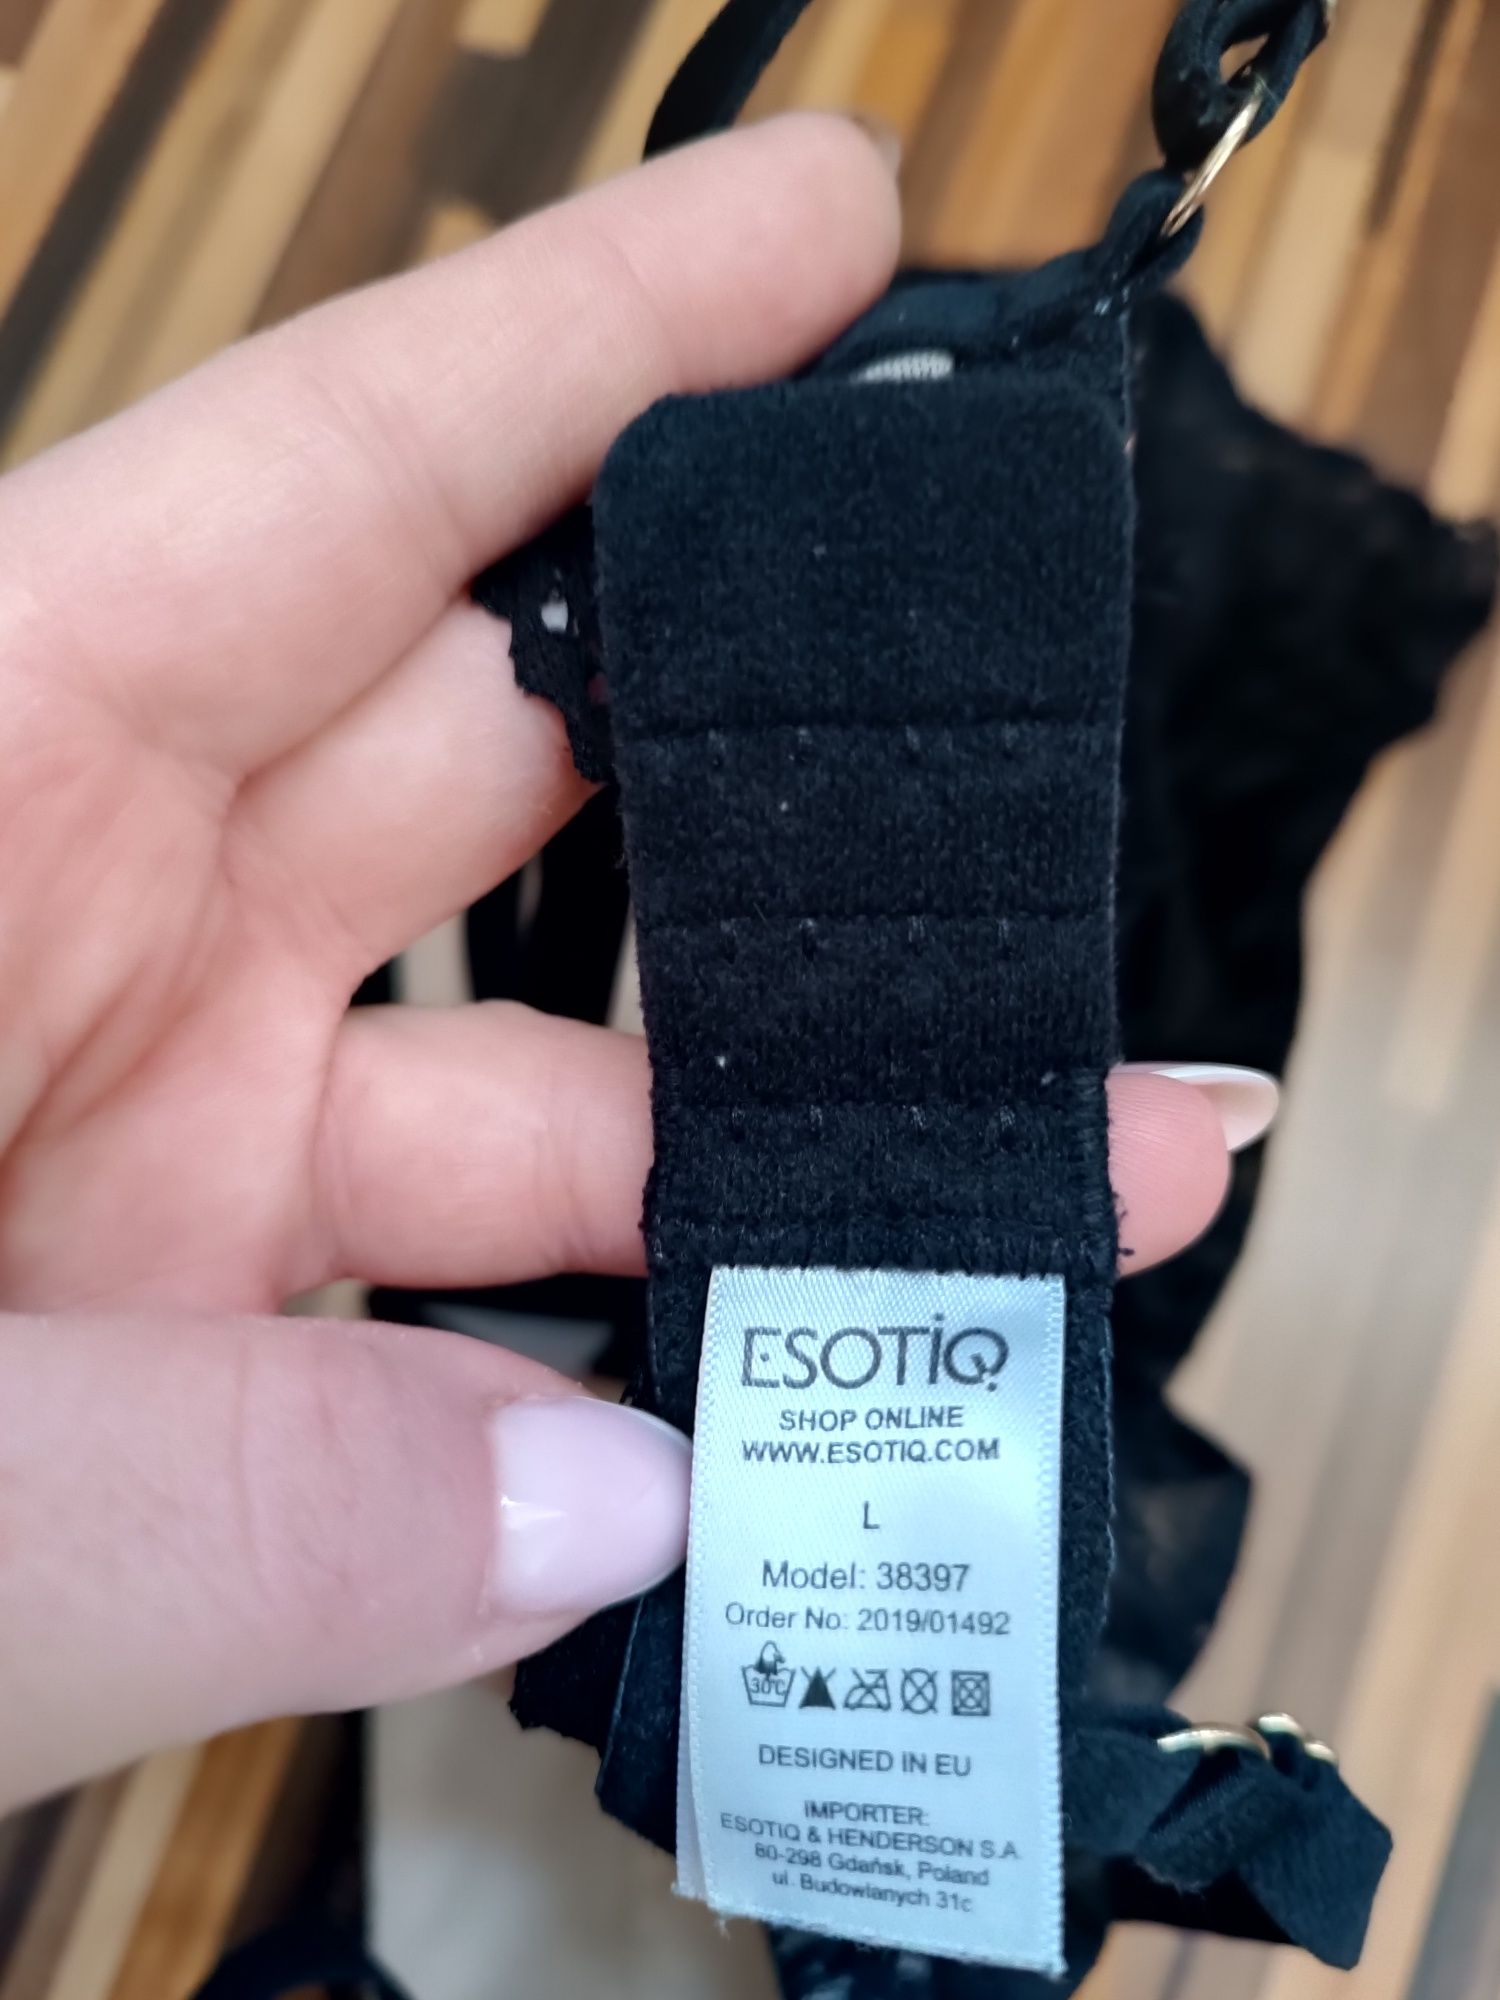 ESOTIQ
SHOP ONLINE
WWW.ESOTIQ.COM
L
Model: 38397
Order No: 2019/01492
30°C
DESIGNED IN EU
IMPORTER:
ESOTIQ & HENDERSON S.A.
80-298 Gdańsk, Poland
ul. Budowlanych 31c